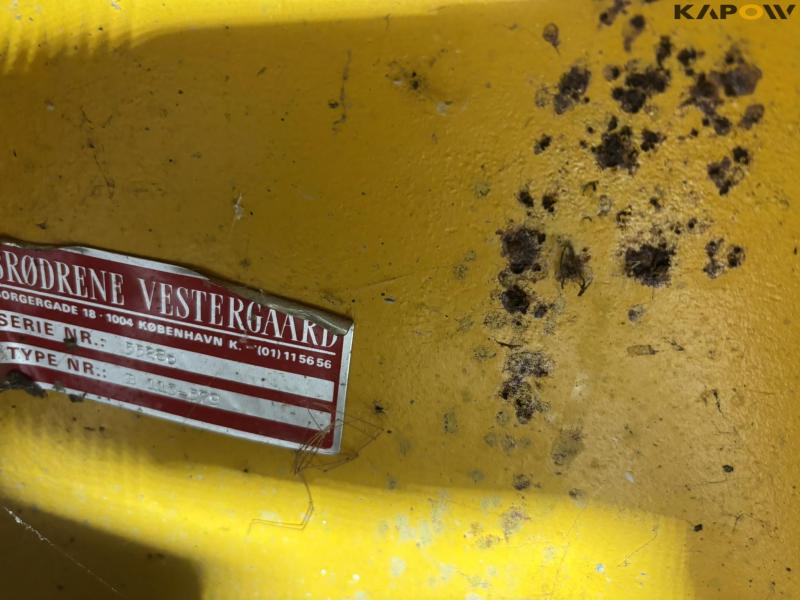 KAPOW
BRØDRENE VESTERGAARD
BORGERGADE 18 · 1004 KØBENHAVN K. - (01) 11 56 56
SERIE NR.:
TYPE NR.: B